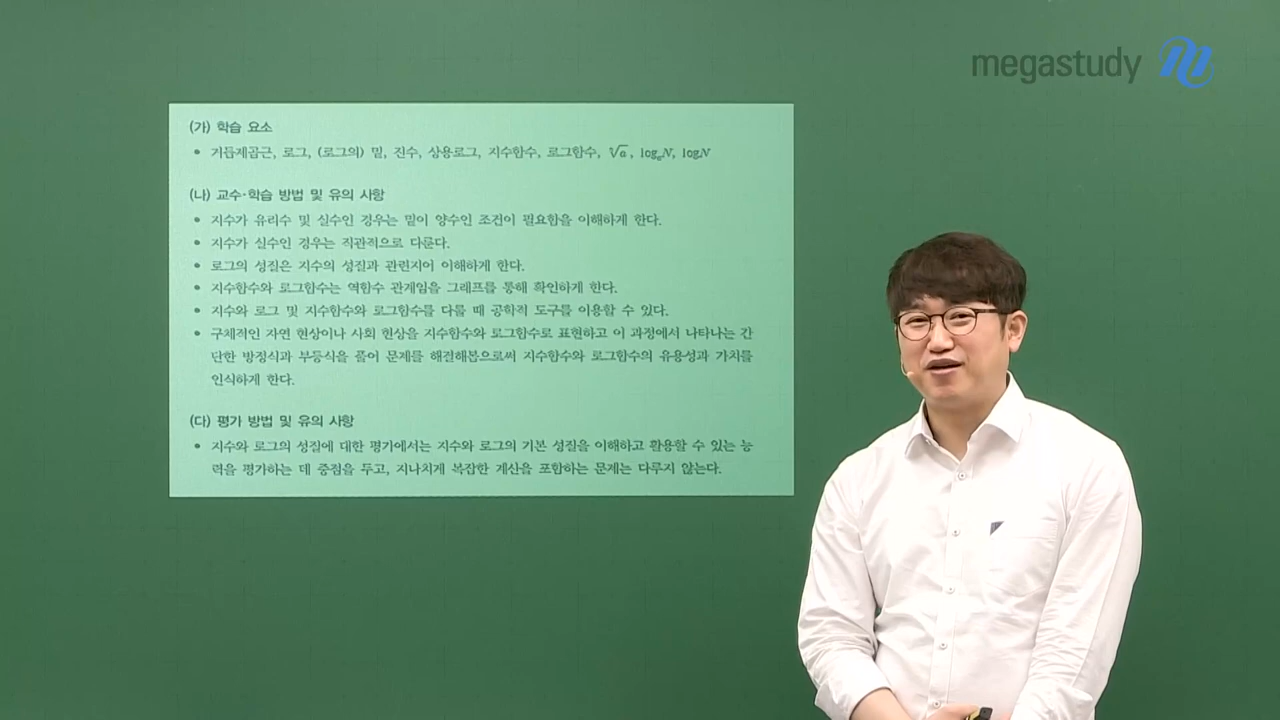 megastudy
(가) 학습 요소
• 거듭제곱근, 로그, (로그의) 밑, 진수, 상용로그, 지수함수, 로그함수, ⁿ√a, logₐN, logN
(나) 교수·학습 방법 및 유의 사항
• 지수가 유리수 및 실수인 경우는 밑이 양수인 조건이 필요함을 이해하게 한다.
• 지수가 실수인 경우는 직관적으로 다룬다.
• 로그의 성질은 지수의 성질과 관련지어 이해하게 한다.
• 지수함수와 로그함수는 역함수 관계임을 그래프를 통해 확인하게 한다.
• 지수와 로그 및 지수함수와 로그함수를 다룰 때 공학적 도구를 이용할 수 있다.
• 구체적인 자연 현상이나 사회 현상을 지수함수와 로그함수로 표현하고 이 과정에서 나타나는 간
단한 방정식과 부등식을 풀어 문제를 해결해봄으로써 지수함수와 로그함수의 유용성과 가치를
인식하게 한다.
(다) 평가 방법 및 유의 사항
• 지수와 로그의 성질에 대한 평가에서는 지수와 로그의 기본 성질을 이해하고 활용할 수 있는 능
력을 평가하는 데 중점을 두고, 지나치게 복잡한 계산을 포함하는 문제는 다루지 않는다.